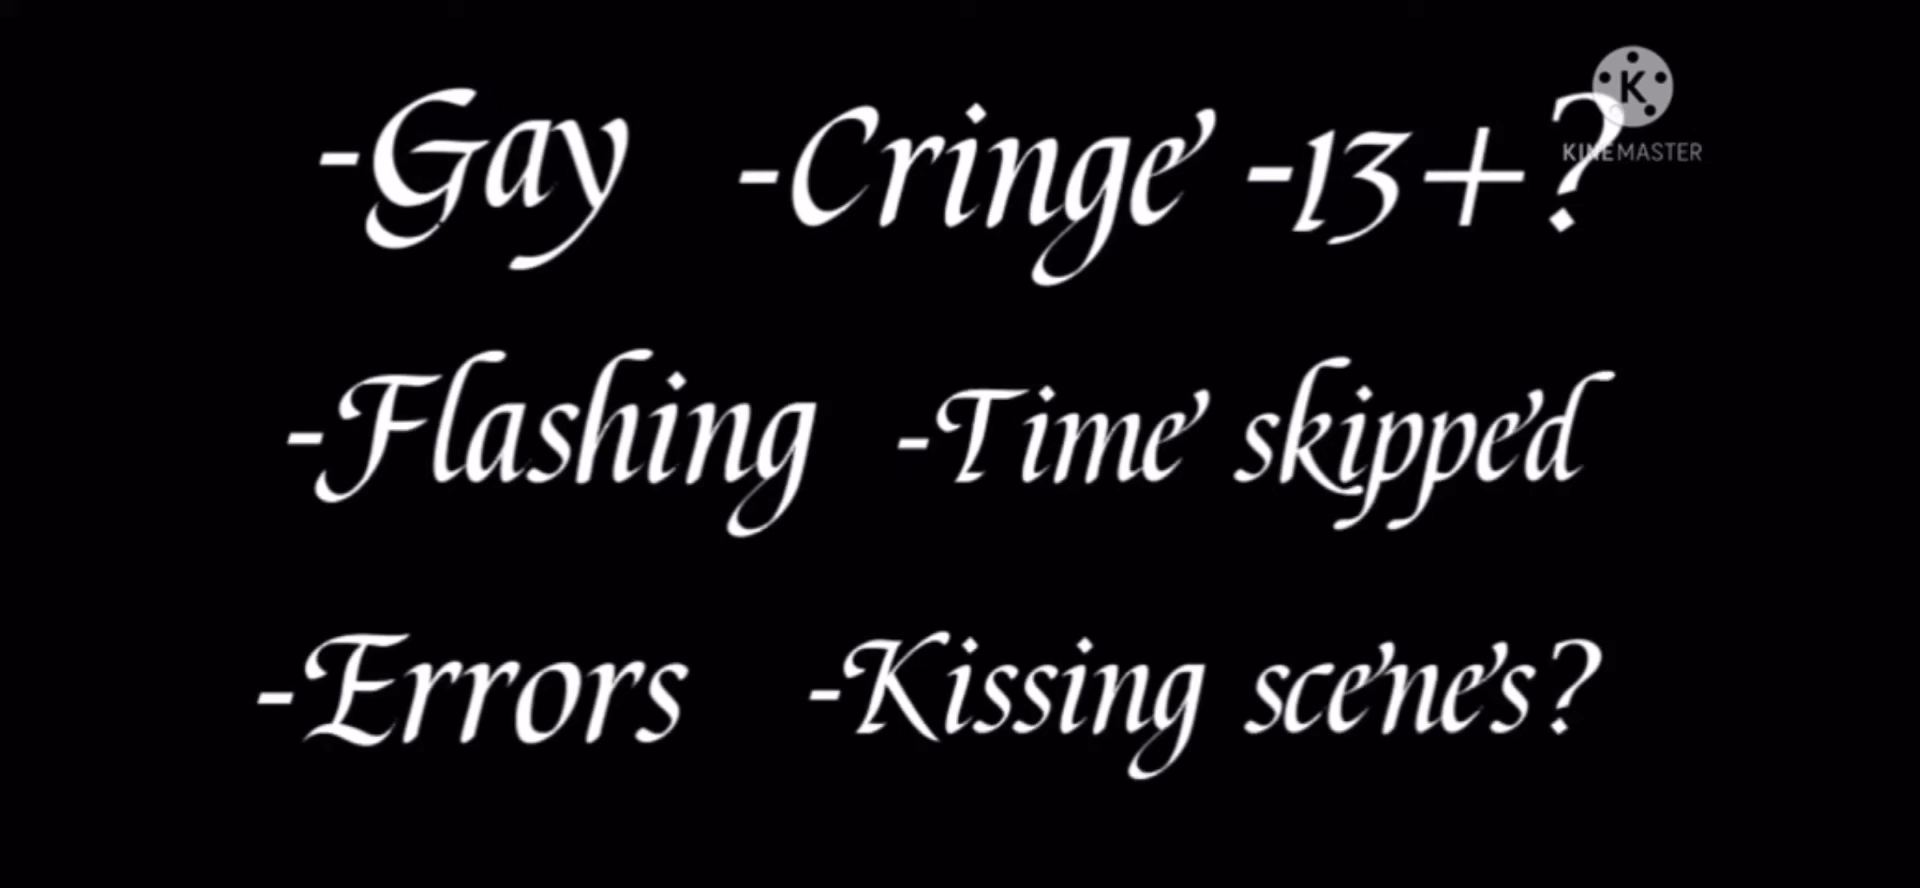 -Gay -Cringe -13+?
KINEMASTER
-Flashing -Time skipped
-Errors -Kissing scenes?